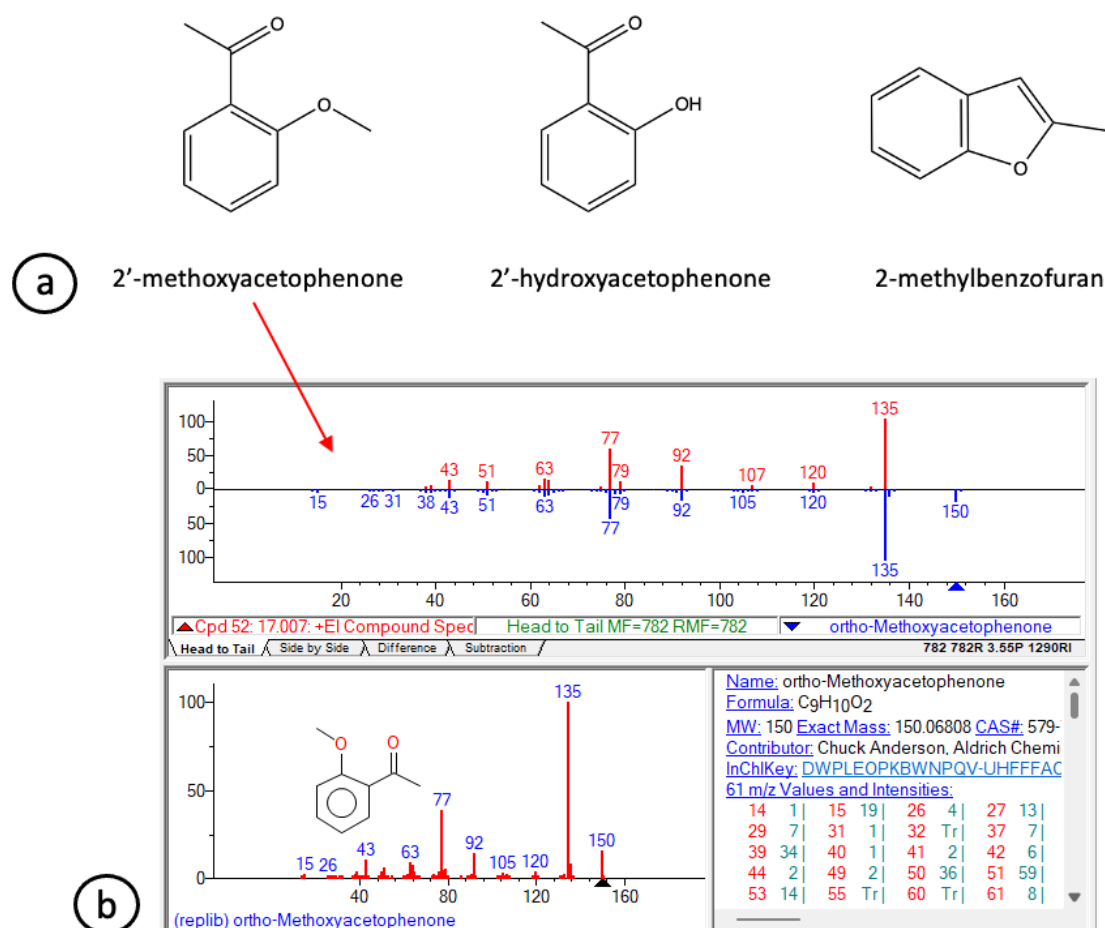 O
O
O
OH
O
a
2'-methoxyacetophenone
2'-hydroxyacetophenone
2-methylbenzofuran
100
50
0
50
100
43
51
63
77
79
92
107
120
135
15
26
31
38
43
51
63
77
79
92
105
120
135
150
20
40
60
80
100
120
140
160
Cpd 52: 17.007: +EI Compound Spec
Head to Tail MF=782 RMF=782
ortho-Methoxyacetophenone
Head to Tail
Side by Side
Difference
Subtraction
782 782R 3.55P 1290RI
b
100
50
0
O
O
15
26
43
63
77
92
105
120
135
150
40
80
120
160
(replib) ortho-Methoxyacetophenone
Name: ortho-Methoxyacetophenone
Formula: C9H10O2
MW: 150 Exact Mass: 150.06808 CAS#: 579-
Contributor: Chuck Anderson, Aldrich Chemi
InChIKey: DWPLEOPKBWNPQV-UHFFFAO
61 m/z Values and Intensities:
14 1| 15 19| 26 4| 27 13|
29 7| 31 1| 32 Tr| 37 7|
39 34| 40 1| 41 2| 42 6|
44 2| 49 2| 50 36| 51 59|
53 14| 55 Tr| 60 Tr| 61 8|